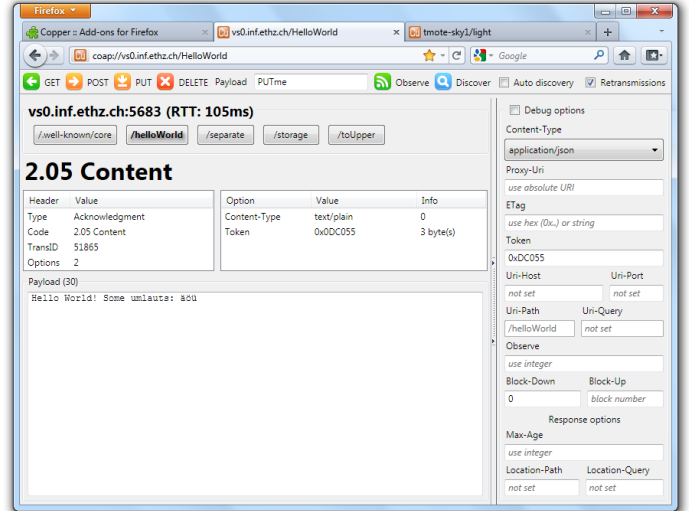 Firefox
Copper :: Add-ons for Firefox
vs0.inf.ethz.ch/HelloWorld
tmote-sky1/light
coap://vs0.inf.ethz.ch/HelloWorld
Google
GET POST PUT DELETE Payload PUTme Observe Discover Auto discovery Retransmissions
vs0.inf.ethz.ch:5683 (RTT: 105ms)
/.well-known/core /helloWorld /separate /storage /toUpper
2.05 Content
Header Value
Type Acknowledgment
Code 2.05 Content
TransID 51865
Options 2
Option Value Info
Content-Type text/plain 0
Token 0x0DC055 3 byte(s)
Payload (30)
Hello World! Some umlauts: äöü
Debug options
Content-Type
application/json
Proxy-Uri
use absolute URI
ETag
use hex (0x..) or string
Token
0xDC055
Uri-Host Uri-Port
not set not set
Uri-Path Uri-Query
/helloWorld not set
Observe
use integer
Block-Down Block-Up
0 block number
Response options
Max-Age
use integer
Location-Path Location-Query
not set not set